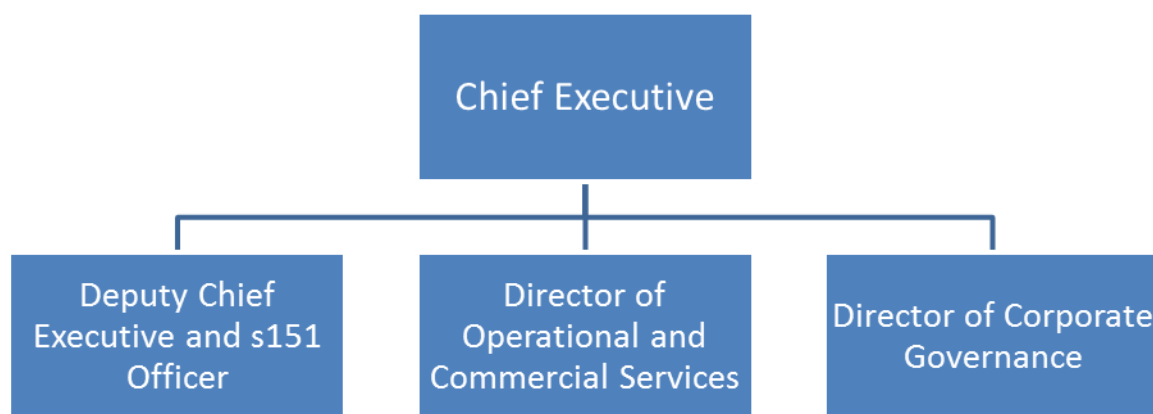 Chief Executive
Deputy Chief
Executive and s151
Officer
Director of
Operational and
Commercial Services
Director of Corporate
Governance